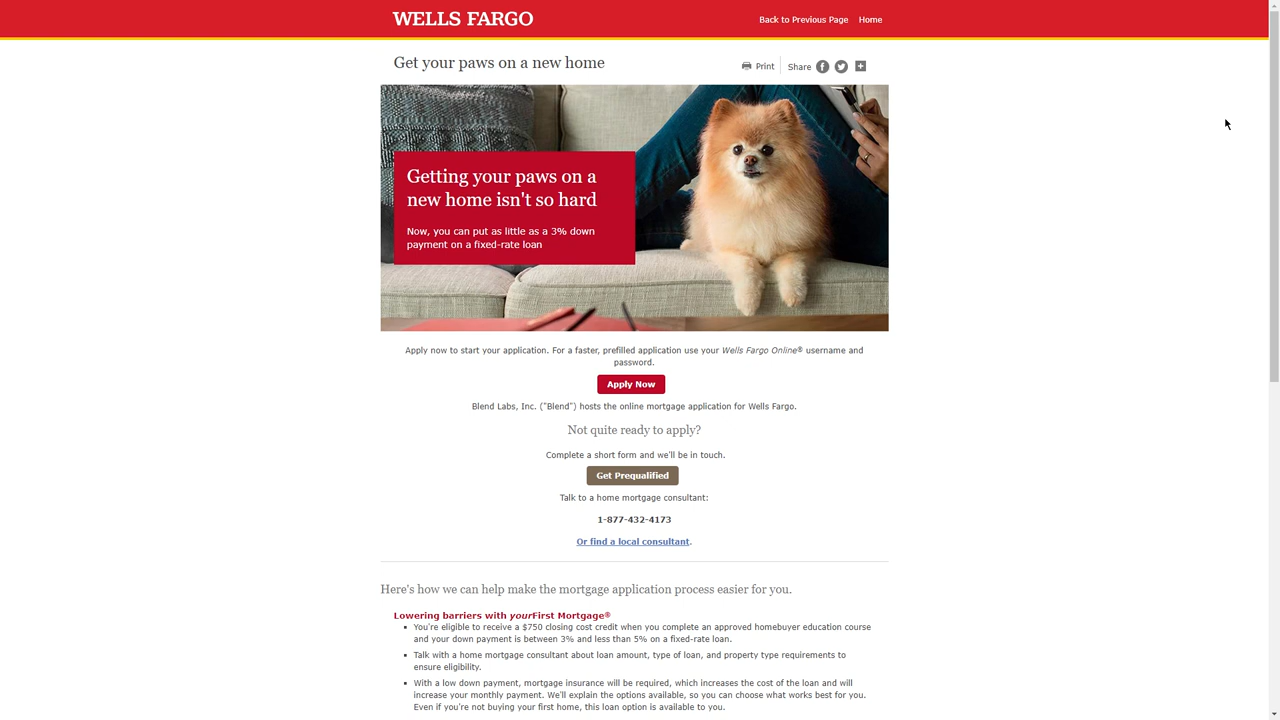 WELLS FARGO
Back to Previous Page Home
Get your paws on a new home
Print Share
Getting your paws on a
new home isn't so hard
Now, you can put as little as a 3% down
payment on a fixed-rate loan
Apply now to start your application. For a faster, prefilled application use your Wells Fargo Online® username and
password.
Apply Now
Blend Labs, Inc. ("Blend") hosts the online mortgage application for Wells Fargo.
Not quite ready to apply?
Complete a short form and we'll be in touch.
Get Prequalified
Talk to a home mortgage consultant:
1-877-432-4173
Or find a local consultant.
Here's how we can help make the mortgage application process easier for you.
Lowering barriers with yourFirst Mortgage®
You're eligible to receive a $750 closing cost credit when you complete an approved homebuyer education course
and your down payment is between 3% and less than 5% on a fixed-rate loan.
Talk with a home mortgage consultant about loan amount, type of loan, and property type requirements to
ensure eligibility.
With a low down payment, mortgage insurance will be required, which increases the cost of the loan and will
increase your monthly payment. We'll explain the options available, so you can choose what works best for you.
Even if you're not buying your first home, this loan option is available to you.